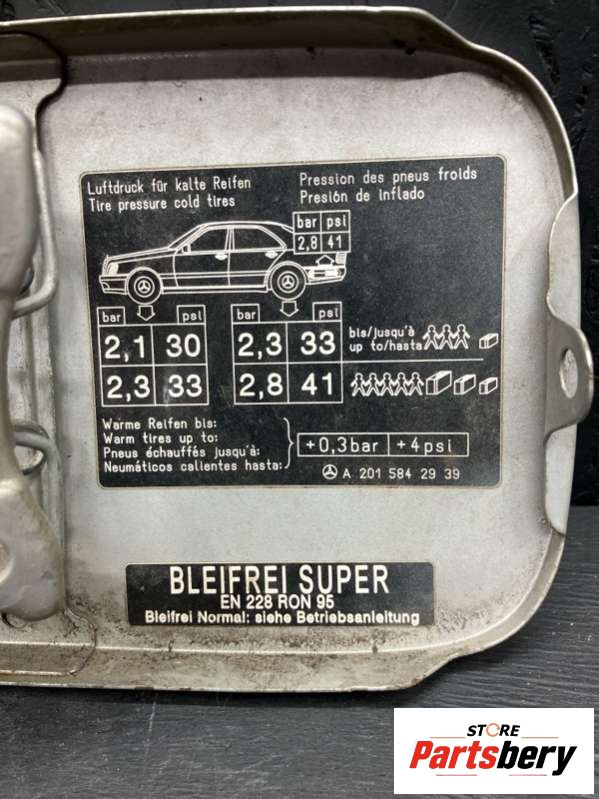 Luftdruck für kalte Reifen
Tire pressure cold tires
Pression des pneus froids
Presión de inflado
bar psi
2,8 41
bar psi
2,1 30
2,3 33
bar psi
2,3 33
2,8 41
bis/jusqu'à
up to/hasta
Warme Reifen bis:
Warm tires up to:
Pneus échauffés jusqu'à:
Neumáticos calientes hasta:
+0,3bar +4psi
A 201 584 29 39
BLEIFREI SUPER
EN 228 RON 95
Bleifrei Normal: siehe Betriebsanleitung
STORE
Partsbery